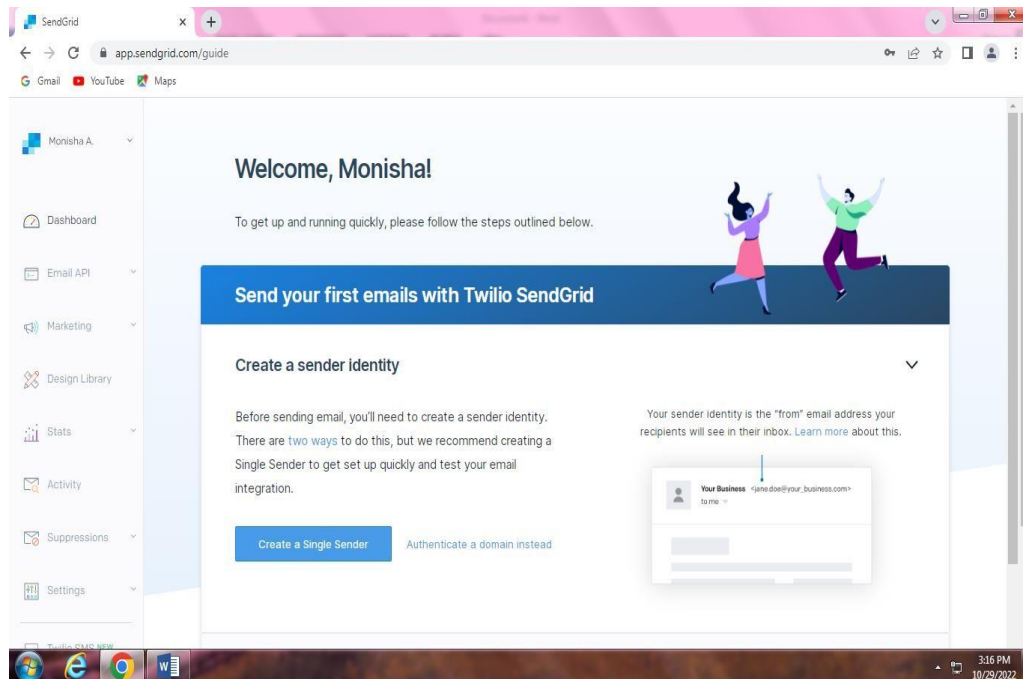 SendGrid
app.sendgrid.com/guide
Gmail
YouTube
Maps
Monisha A.
Dashboard
Email API
Marketing
Design Library
Stats
Activity
Suppressions
Settings
Twilio SMS NEW
Welcome, Monisha!
To get up and running quickly, please follow the steps outlined below.
Send your first emails with Twilio SendGrid
Create a sender identity
Before sending email, you'll need to create a sender identity.
There are two ways to do this, but we recommend creating a
Single Sender to get set up quickly and test your email
integration.
Create a Single Sender
Authenticate a domain instead
Your sender identity is the "from" email address your
recipients will see in their inbox. Learn more about this.
Your Business <jane.doe@your_business.com>
to me
3:16 PM
10/29/2022